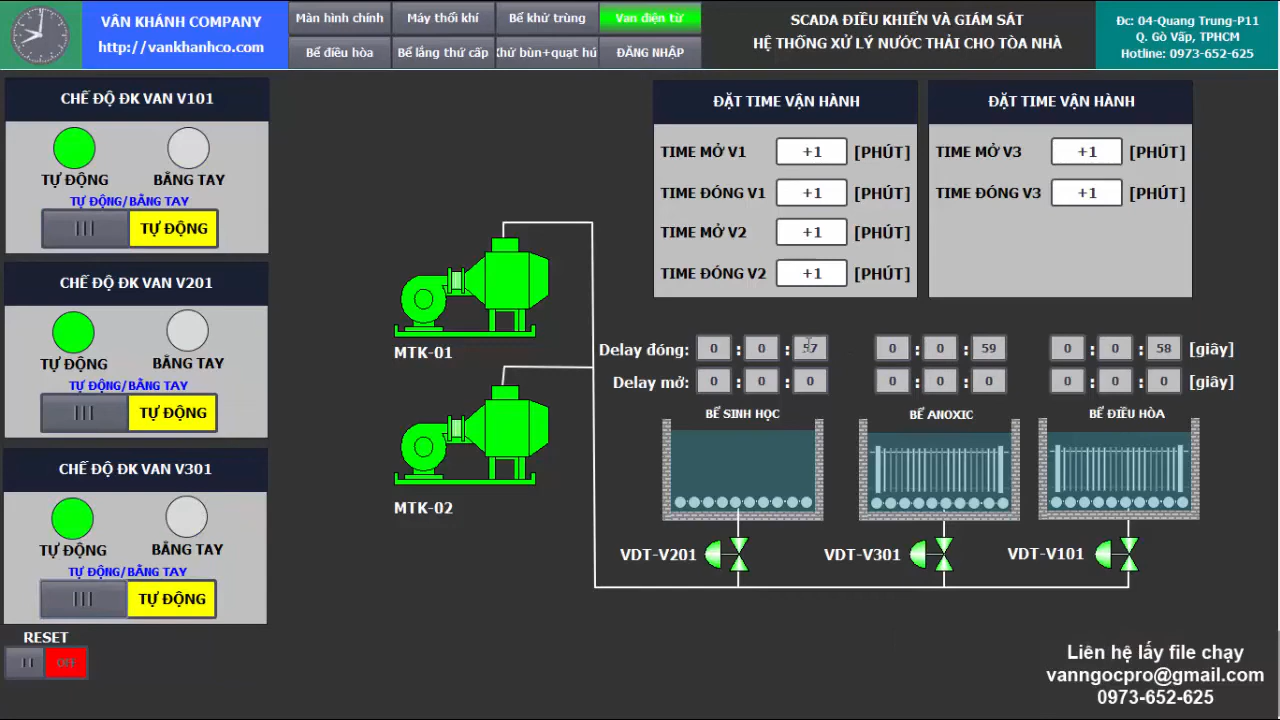 VÂN KHÁNH COMPANY
http://vankhanhco.com
Màn hình chính
Máy thổi khí
Bể khử trùng
Van điện từ
Bể điều hòa
Bể lắng thứ cấp
Khử bùn+quạt hú
ĐĂNG NHẬP
SCADA ĐIỀU KHIỂN VÀ GIÁM SÁT
HỆ THỐNG XỬ LÝ NƯỚC THẢI CHO TÒA NHÀ
Đc: 04-Quang Trung-P11
Q. Gò Vấp, TPHCM
Hotline: 0973-652-625
CHẾ ĐỘ ĐK VAN V101
TỰ ĐỘNG
BẰNG TAY
TỰ ĐỘNG/BẰNG TAY
TỰ ĐỘNG
CHẾ ĐỘ ĐK VAN V201
TỰ ĐỘNG
BẰNG TAY
TỰ ĐỘNG/BẰNG TAY
TỰ ĐỘNG
CHẾ ĐỘ ĐK VAN V301
TỰ ĐỘNG
BẰNG TAY
TỰ ĐỘNG/BẰNG TAY
TỰ ĐỘNG
RESET
OFF
MTK-01
MTK-02
ĐẶT TIME VẬN HÀNH
TIME MỞ V1 +1 [PHÚT]
TIME ĐÓNG V1 +1 [PHÚT]
TIME MỞ V2 +1 [PHÚT]
TIME ĐÓNG V2 +1 [PHÚT]
ĐẶT TIME VẬN HÀNH
TIME MỞ V3 +1 [PHÚT]
TIME ĐÓNG V3 +1 [PHÚT]
Delay đóng: 0 : 0 : 57 0 : 0 : 59 0 : 0 : 58 [giây]
Delay mở: 0 : 0 : 0 0 : 0 : 0 0 : 0 : 0 [giây]
BỂ SINH HỌC
BỂ ANOXIC
BỂ ĐIỀU HÒA
VDT-V201
VDT-V301
VDT-V101
Liên hệ lấy file chạy
vanngocpro@gmail.com
0973-652-625